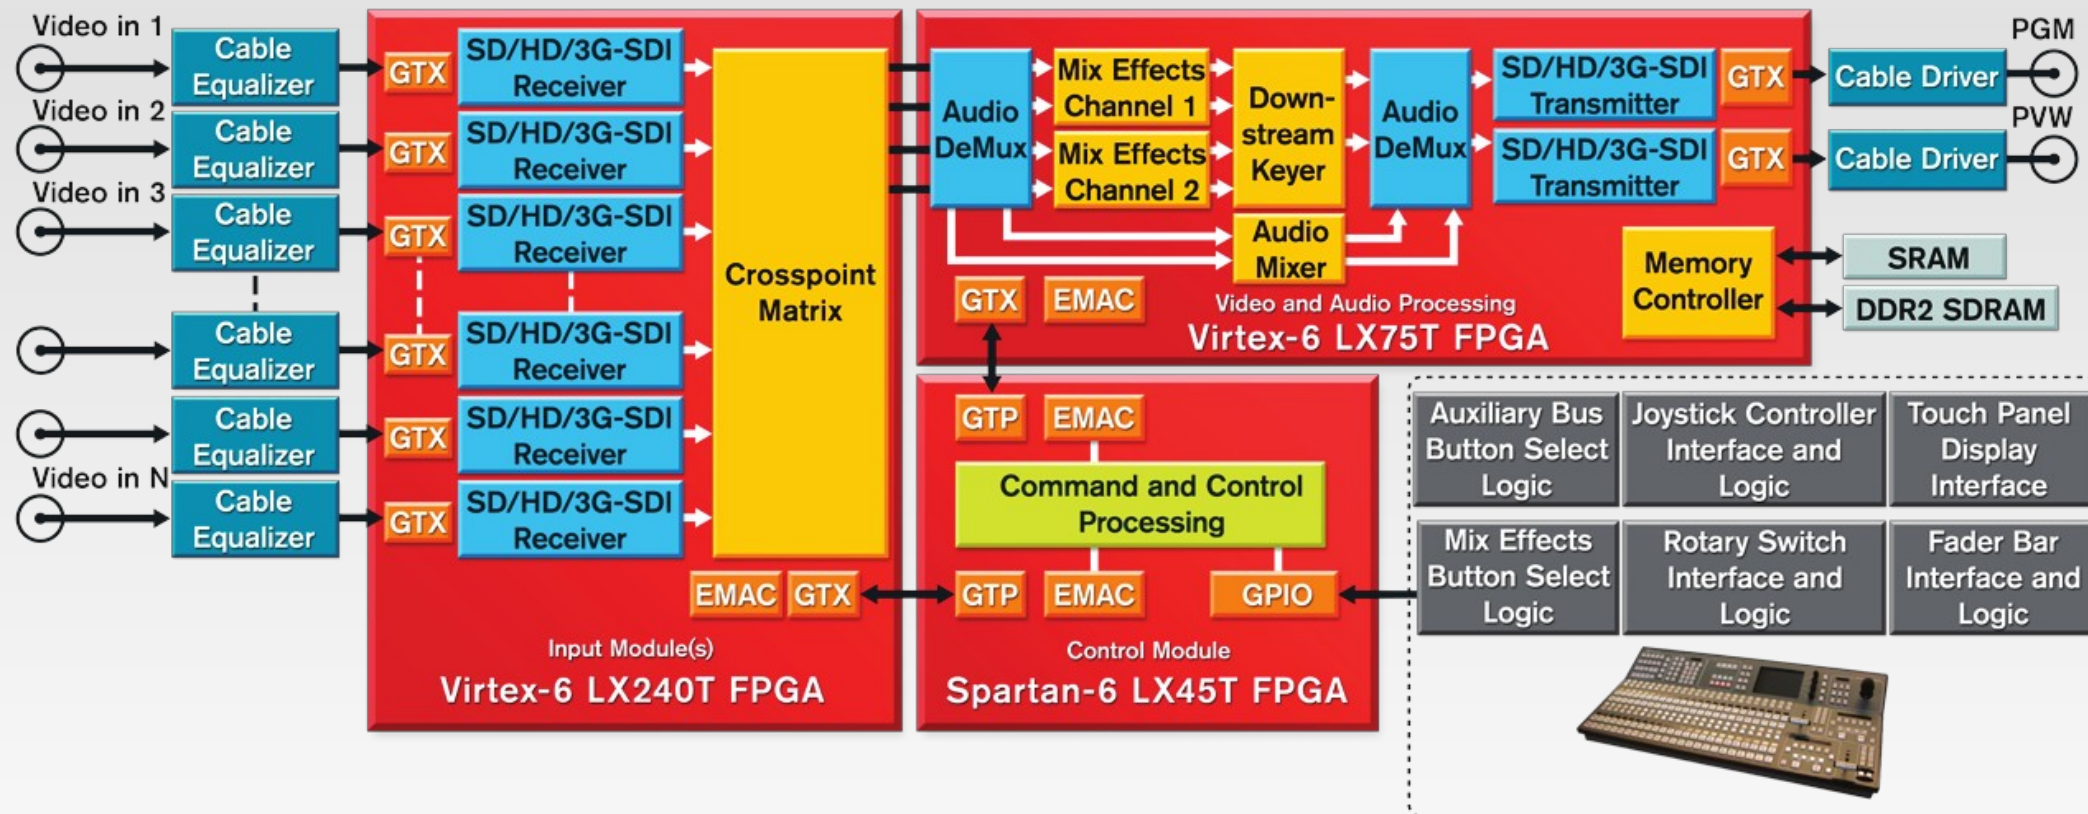 Video in 1
Cable
Equalizer
GTX
SD/HD/3G-SDI
Receiver
Video in 2
Cable
Equalizer
GTX
SD/HD/3G-SDI
Receiver
Video in 3
Cable
Equalizer
GTX
SD/HD/3G-SDI
Receiver
Cable
Equalizer
GTX
SD/HD/3G-SDI
Receiver
Cable
Equalizer
GTX
SD/HD/3G-SDI
Receiver
Video in N
Cable
Equalizer
GTX
SD/HD/3G-SDI
Receiver
Crosspoint
Matrix
EMAC
GTX
Input Module(s)
Virtex-6 LX240T FPGA
Audio
DeMux
Mix Effects
Channel 1
Mix Effects
Channel 2
Down-
stream
Keyer
Audio
Mixer
Audio
DeMux
SD/HD/3G-SDI
Transmitter
GTX
Cable Driver
PGM
SD/HD/3G-SDI
Transmitter
GTX
Cable Driver
PVW
Memory
Controller
SRAM
DDR2 SDRAM
GTX
EMAC
Video and Audio Processing
Virtex-6 LX75T FPGA
GTP
EMAC
Command and Control
Processing
GTP
EMAC
GPIO
Control Module
Spartan-6 LX45T FPGA
Auxiliary Bus
Button Select
Logic
Joystick Controller
Interface and
Logic
Touch Panel
Display
Interface
Mix Effects
Button Select
Logic
Rotary Switch
Interface and
Logic
Fader Bar
Interface and
Logic